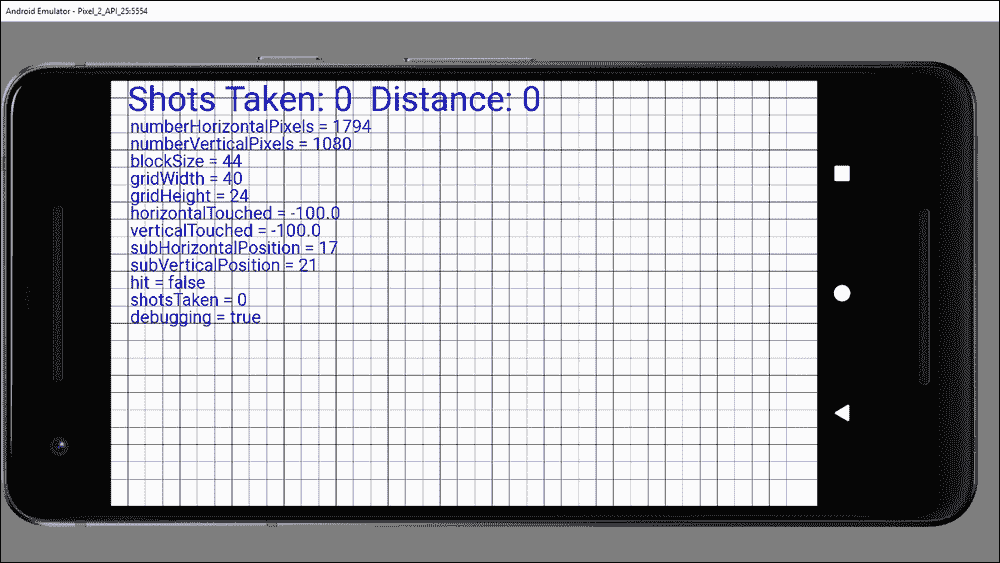 Android Emulator - Pixel_2_API_25:5554
Shots Taken: 0  Distance: 0
numberHorizontalPixels = 1794
numberVerticalPixels = 1080
blockSize = 44
gridWidth = 40
gridHeight = 24
horizontalTouched = -100.0
verticalTouched = -100.0
subHorizontalPosition = 17
subVerticalPosition = 21
hit = false
shotsTaken = 0
debugging = true